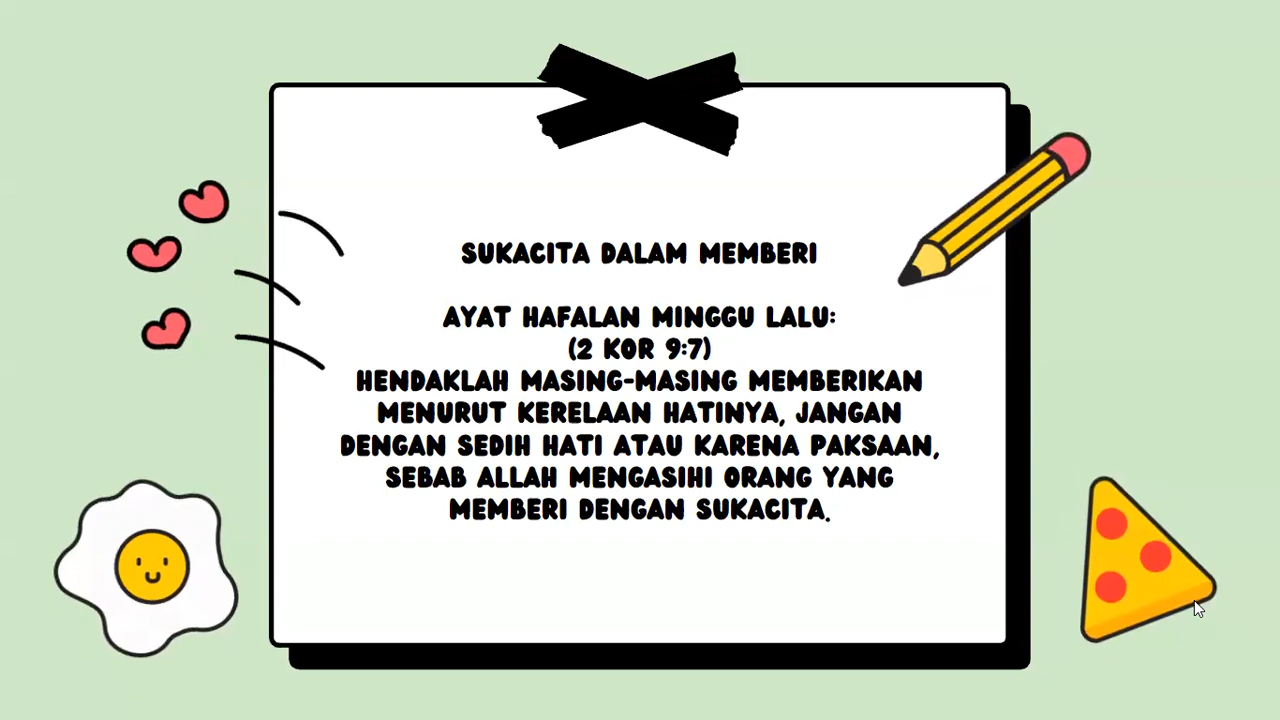 SUKACITA DALAM MEMBERI
AYAT HAFALAN MINGGU LALU:
(2 KOR 9:7)
HENDAKLAH MASING-MASING MEMBERIKAN
MENURUT KERELAAN HATINYA, JANGAN
DENGAN SEDIH HATI ATAU KARENA PAKSAAN,
SEBAB ALLAH MENGASIHI ORANG YANG
MEMBERI DENGAN SUKACITA.